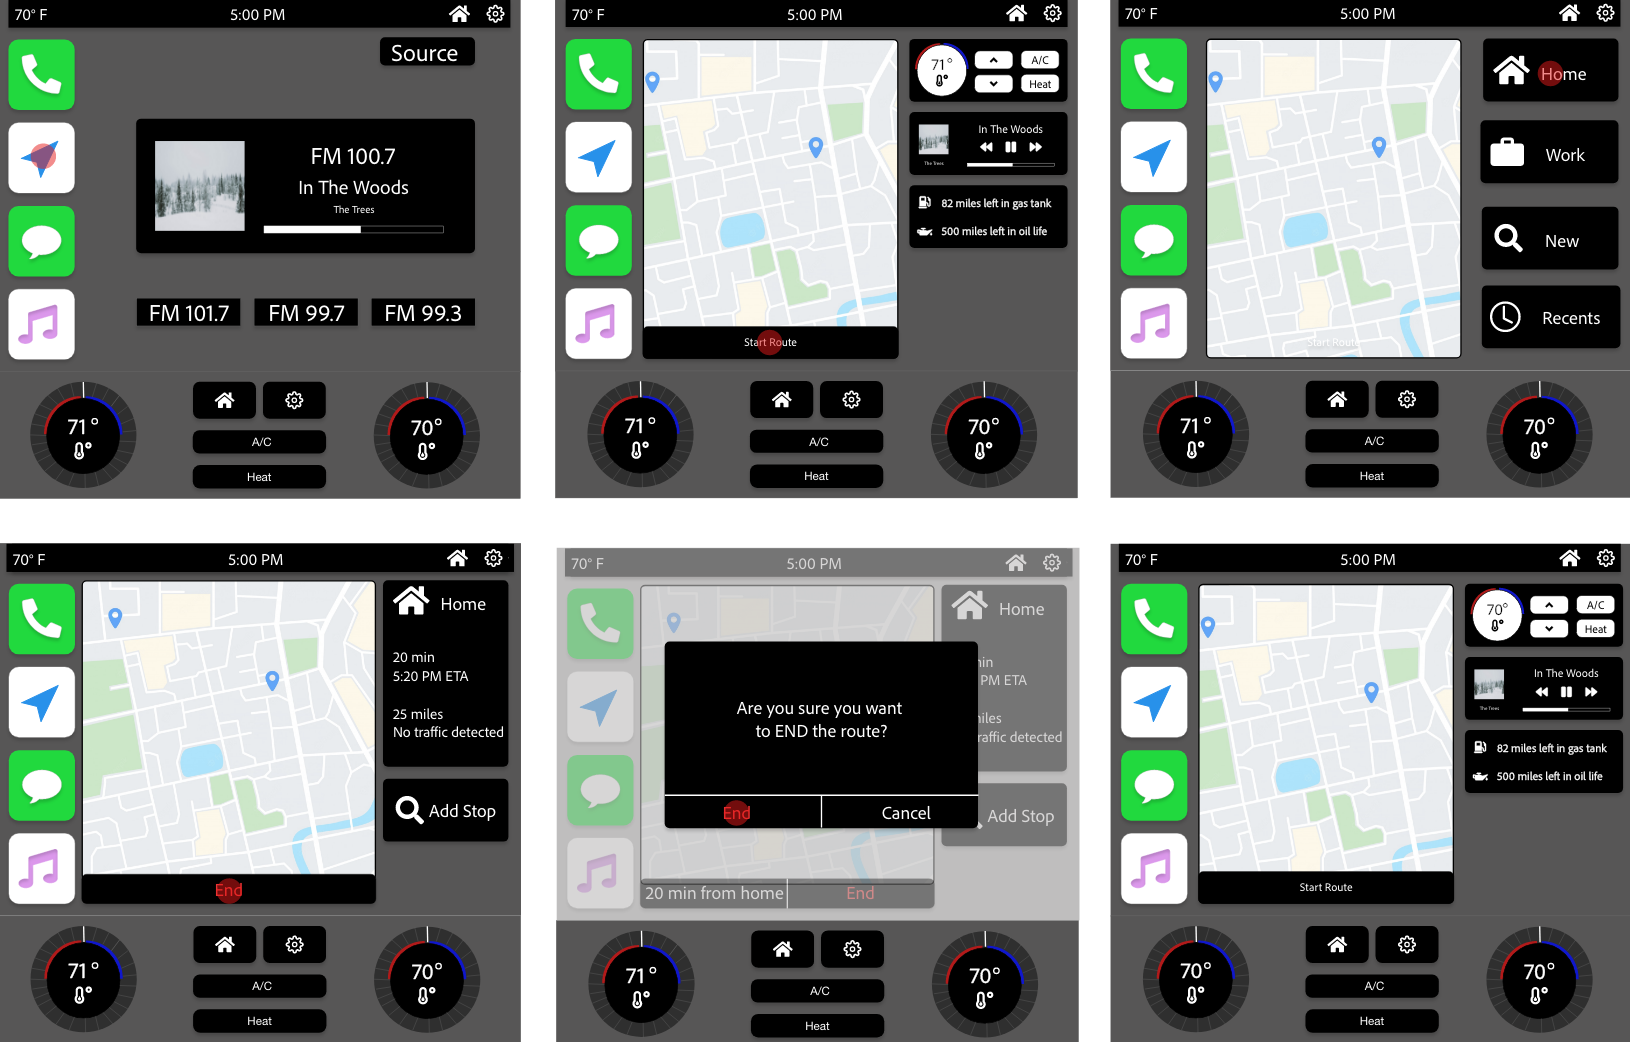 70° F
5:00 PM
Source
FM 100.7
In The Woods
The Trees
FM 101.7
FM 99.7
FM 99.3
71°
A/C
Heat
70°
70° F
5:00 PM
71°
A/C
Heat
In The Woods
The Trees
82 miles left in gas tank
500 miles left in oil life
Start Route
71°
A/C
Heat
70°
70° F
5:00 PM
Home
Work
New
Recents
Start Route
71°
A/C
Heat
70°
70° F
5:00 PM
Home
20 min
5:20 PM ETA
25 miles
No traffic detected
Add Stop
End
71°
A/C
Heat
70°
70° F
5:00 PM
Home
in
PM ETA
Are you sure you want
to END the route?
iles
raffic detected
End
Cancel
Add Stop
20 min from home
End
71°
A/C
Heat
70°
70° F
5:00 PM
70°
A/C
Heat
In The Woods
The Trees
82 miles left in gas tank
500 miles left in oil life
Start Route
70°
A/C
Heat
70°